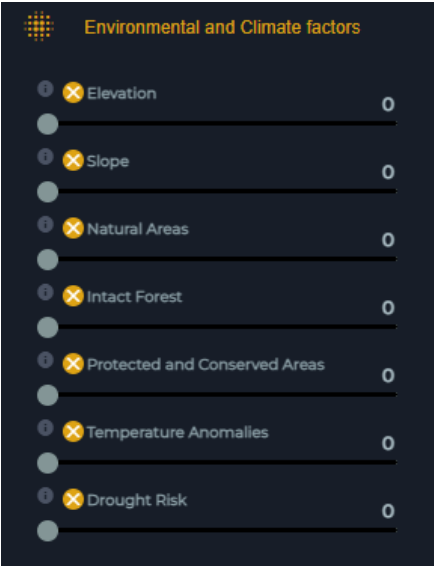 Environmental and Climate factors
Elevation
0
Slope
0
Natural Areas
0
Intact Forest
0
Protected and Conserved Areas
0
Temperature Anomalies
0
Drought Risk
0